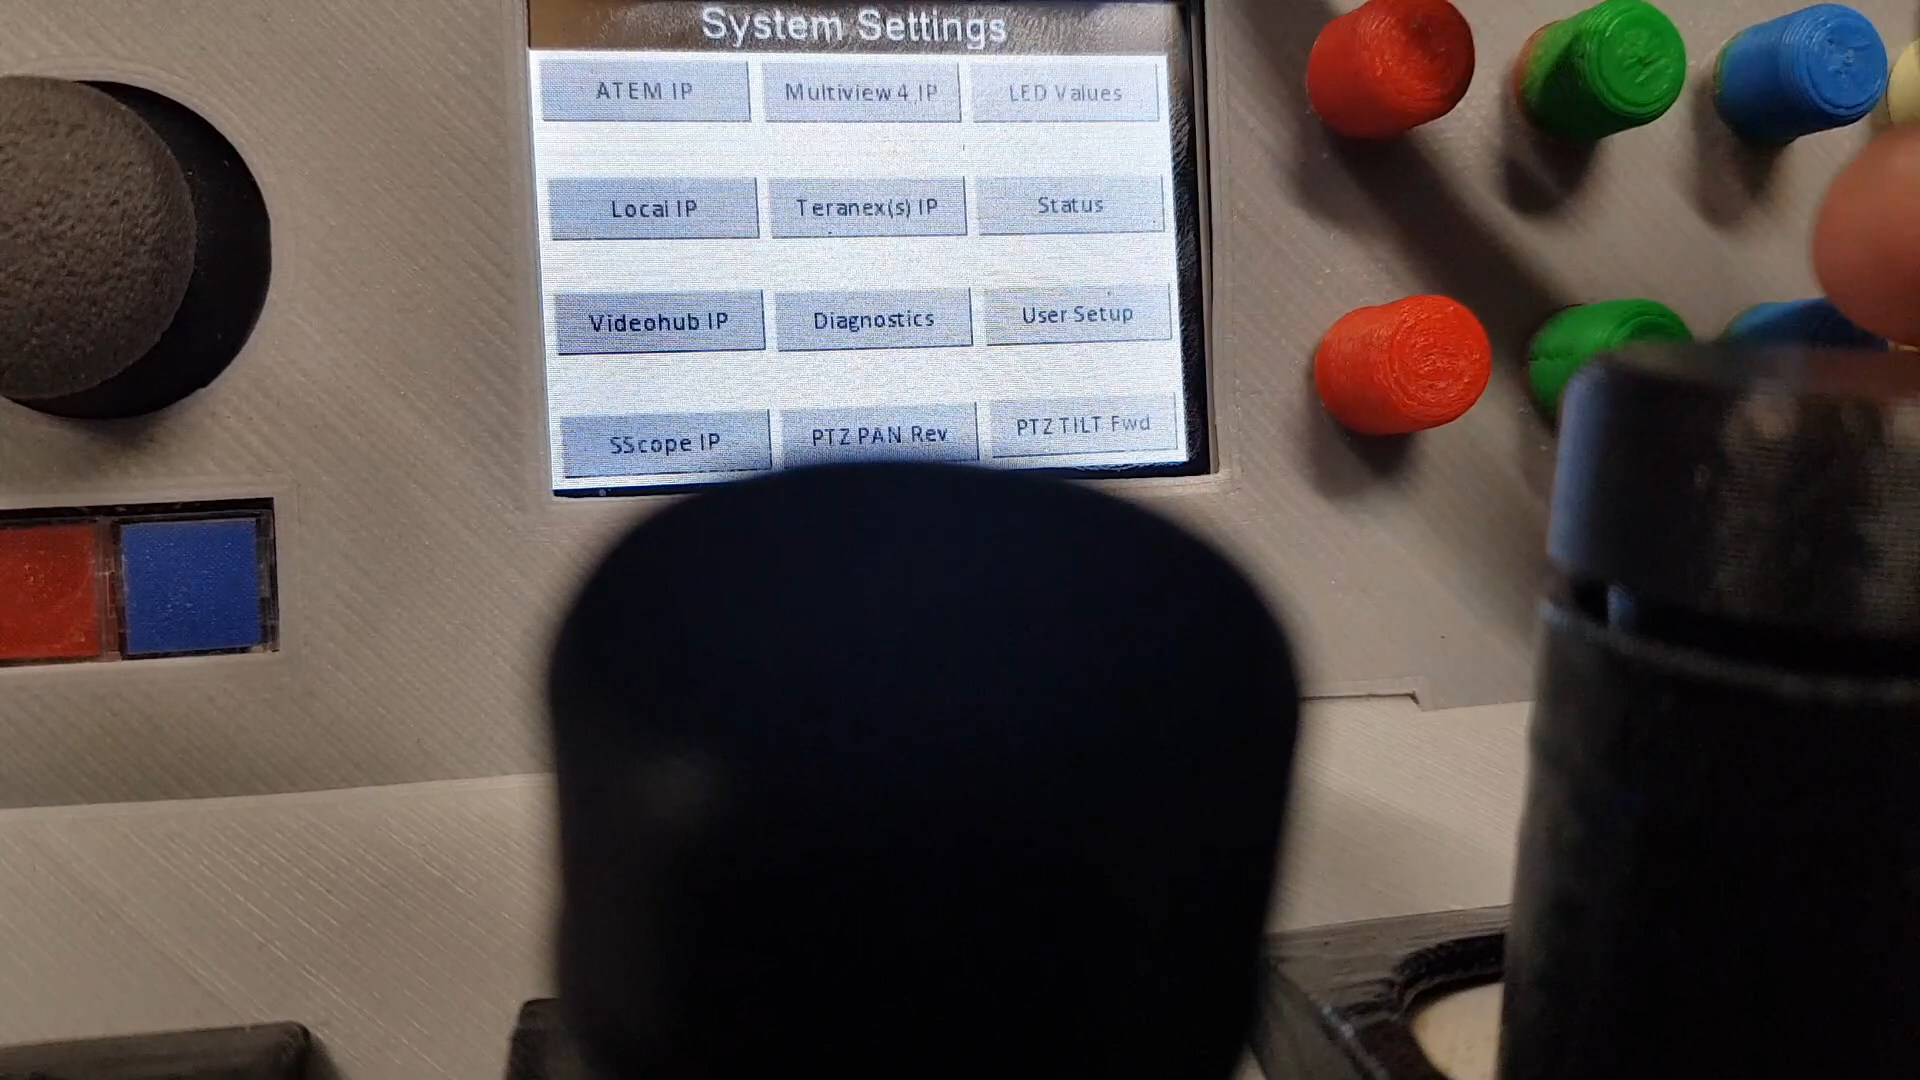 System Settings
ATEM IP
Multiview 4 IP
LED Values
Local IP
Teranex(s) IP
Status
Videohub IP
Diagnostics
User Setup
SScope IP
PTZ PAN Rev
PTZ TILT Fwd